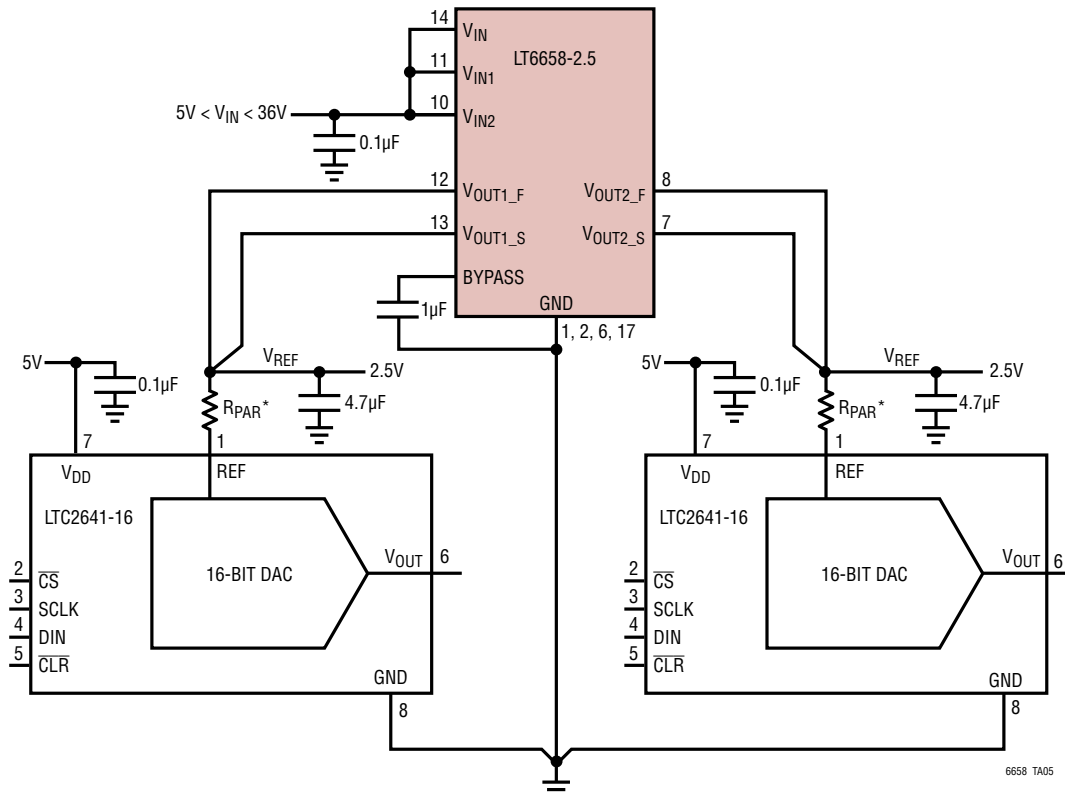 14
V_IN
LT6658-2.5
11
V_IN1
10
V_IN2
5V < V_IN < 36V
0.1µF
12
V_OUT1_F
V_OUT2_F
8
13
V_OUT1_S
V_OUT2_S
7
BYPASS
1µF
GND
1, 2, 6, 17
5V
V_REF
2.5V
0.1µF
R_PAR*
4.7µF
7
1
V_DD
REF
LTC2641-16
16-BIT DAC
V_OUT
6
2
C̅S̅
3
SCLK
4
DIN
5
C̅L̅R̅
GND
8
5V
V_REF
2.5V
0.1µF
R_PAR*
4.7µF
7
1
V_DD
REF
LTC2641-16
16-BIT DAC
V_OUT
6
2
C̅S̅
3
SCLK
4
DIN
5
C̅L̅R̅
GND
8
6658 TA05